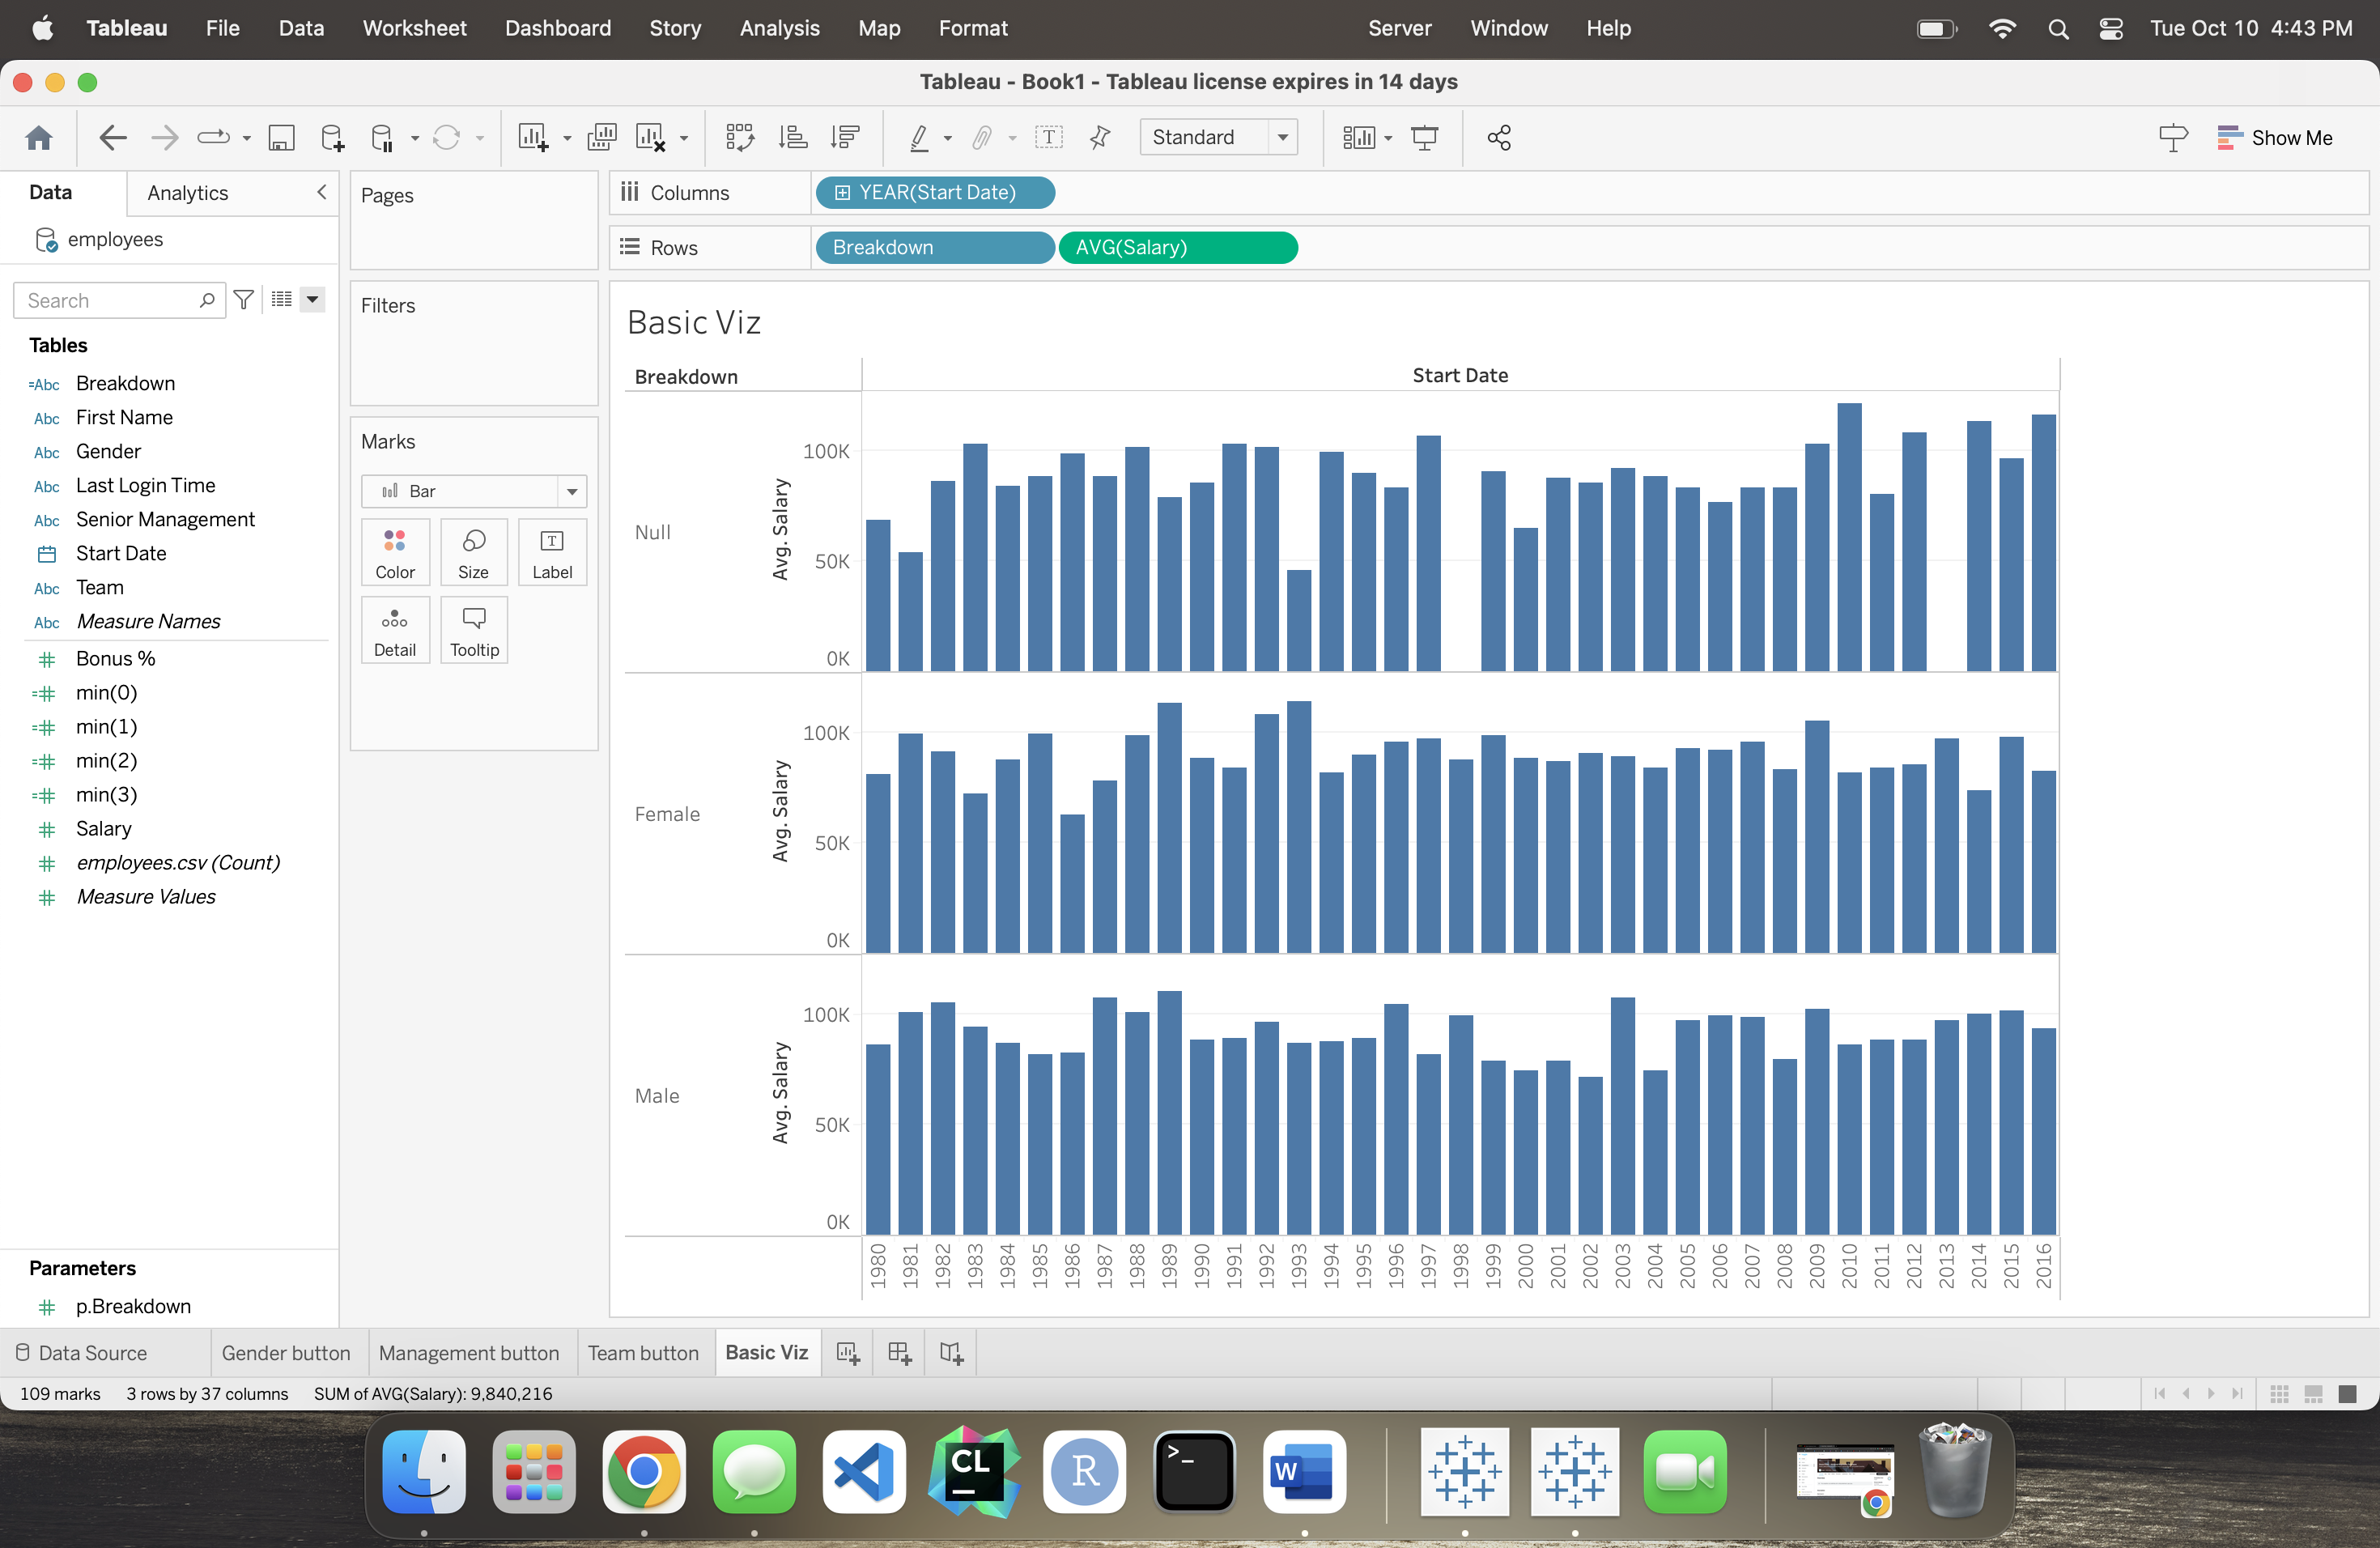 Tableau File Data Worksheet Dashboard Story Analysis Map Format Server Window Help Tue Oct 10 4:43 PM
Tableau - Book1 - Tableau license expires in 14 days
Standard
Show Me
Data Analytics
employees
Search
Tables
Breakdown
First Name
Gender
Last Login Time
Senior Management
Start Date
Team
Measure Names
Bonus %
min(0)
min(1)
min(2)
min(3)
Salary
employees.csv (Count)
Measure Values
Parameters
p.Breakdown
Pages
Filters
Marks
Bar
Color Size Label
Detail Tooltip
Columns YEAR(Start Date)
Rows Breakdown AVG(Salary)
Basic Viz
Breakdown Start Date
Null
Avg. Salary
100K
50K
0K
Female
Avg. Salary
100K
50K
0K
Male
Avg. Salary
100K
50K
0K
1980 1981 1982 1983 1984 1985 1986 1987 1988 1989 1990 1991 1992 1993 1994 1995 1996 1997 1998 1999 2000 2001 2002 2003 2004 2005 2006 2007 2008 2009 2010 2011 2012 2013 2014 2015 2016
Data Source Gender button Management button Team button Basic Viz
109 marks 3 rows by 37 columns SUM of AVG(Salary): 9,840,216
CL R >_ W